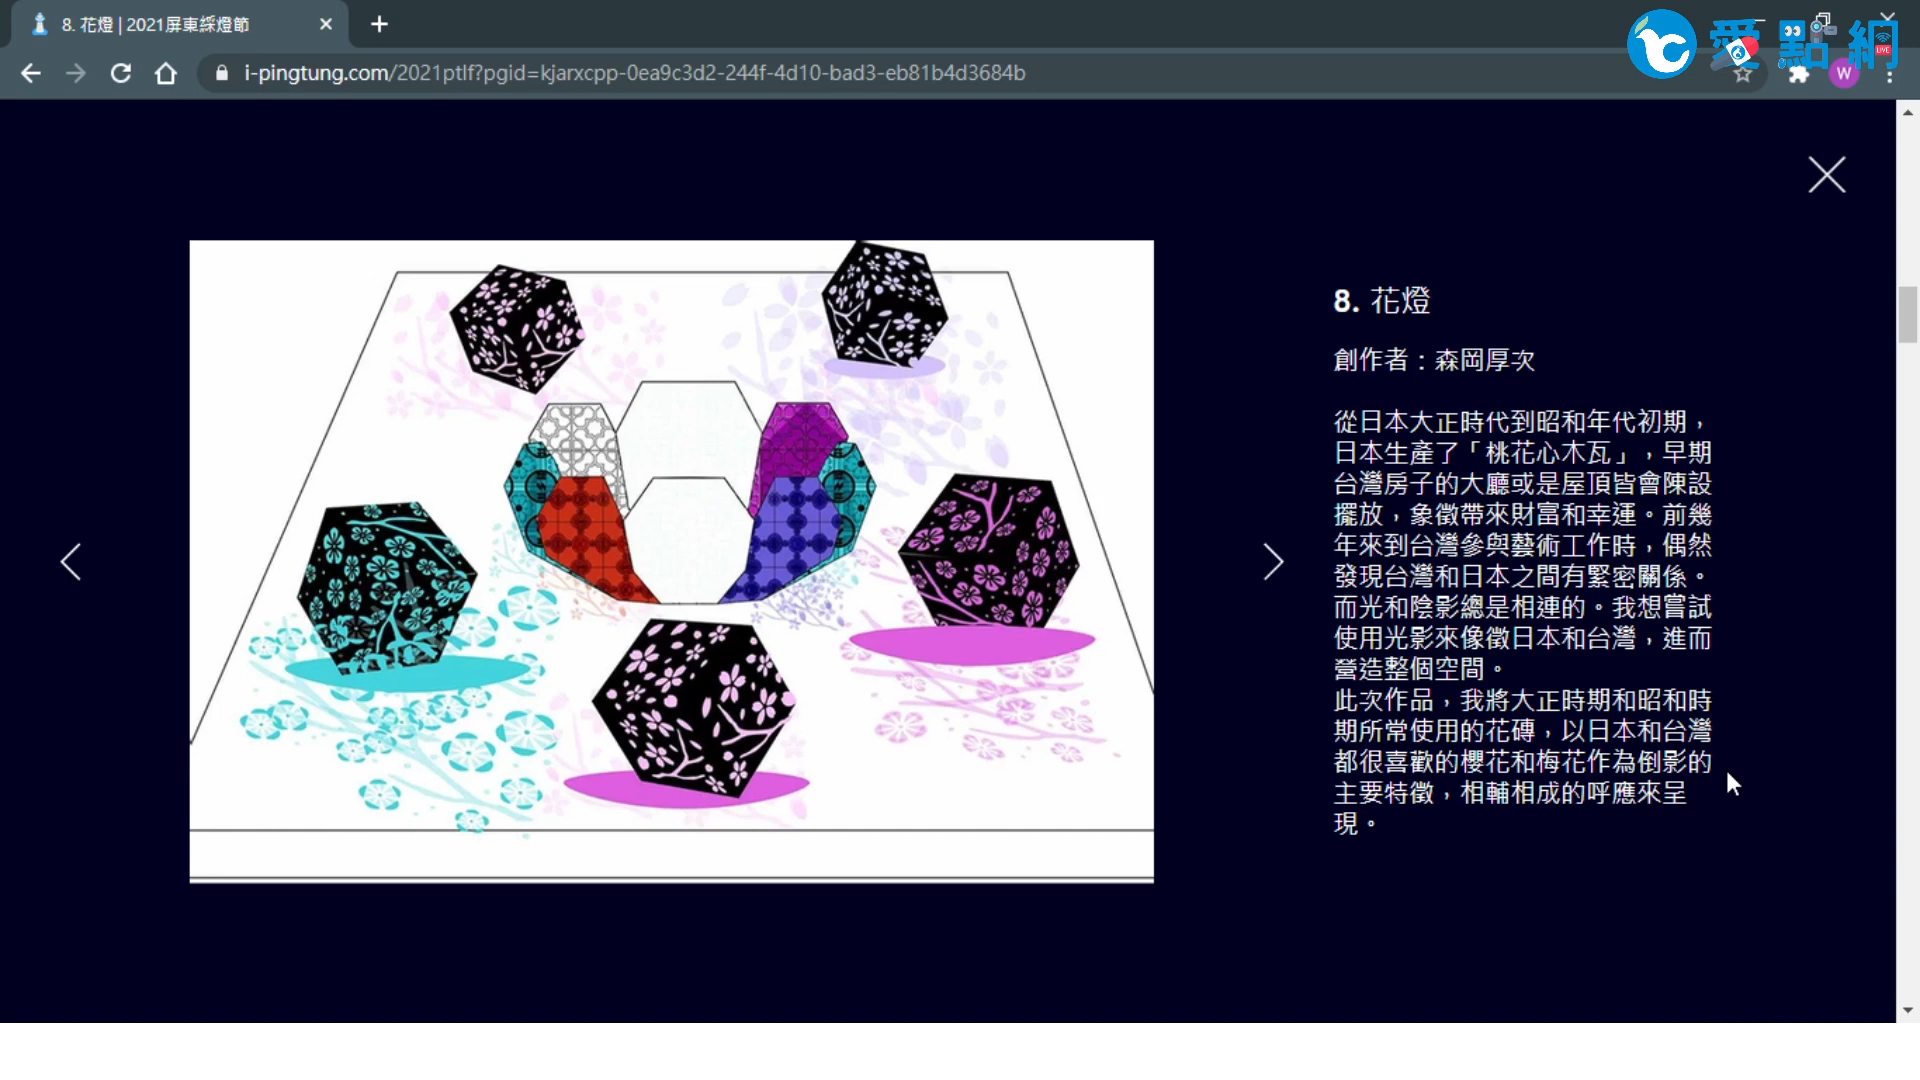 8. 花燈 | 2021屏東綵燈節
愛點網
LIVE
i-pingtung.com/2021ptlf?pgid=kjarxcpp-0ea9c3d2-244f-4d10-bad3-eb81b4d3684b
W
8. 花燈
創作者：森岡厚次
從日本大正時代到昭和年代初期，
日本生產了「桃花心木瓦」，早期
台灣房子的大廳或是屋頂皆會陳設
擺放，象徵帶來財富和幸運。前幾
年來到台灣參與藝術工作時，偶然
發現台灣和日本之間有緊密關係。
而光和陰影總是相連的。我想嘗試
使用光影來像徵日本和台灣，進而
營造整個空間。
此次作品，我將大正時期和昭和時
期所常使用的花磚，以日本和台灣
都很喜歡的櫻花和梅花作為倒影的
主要特徵，相輔相成的呼應來呈
現。